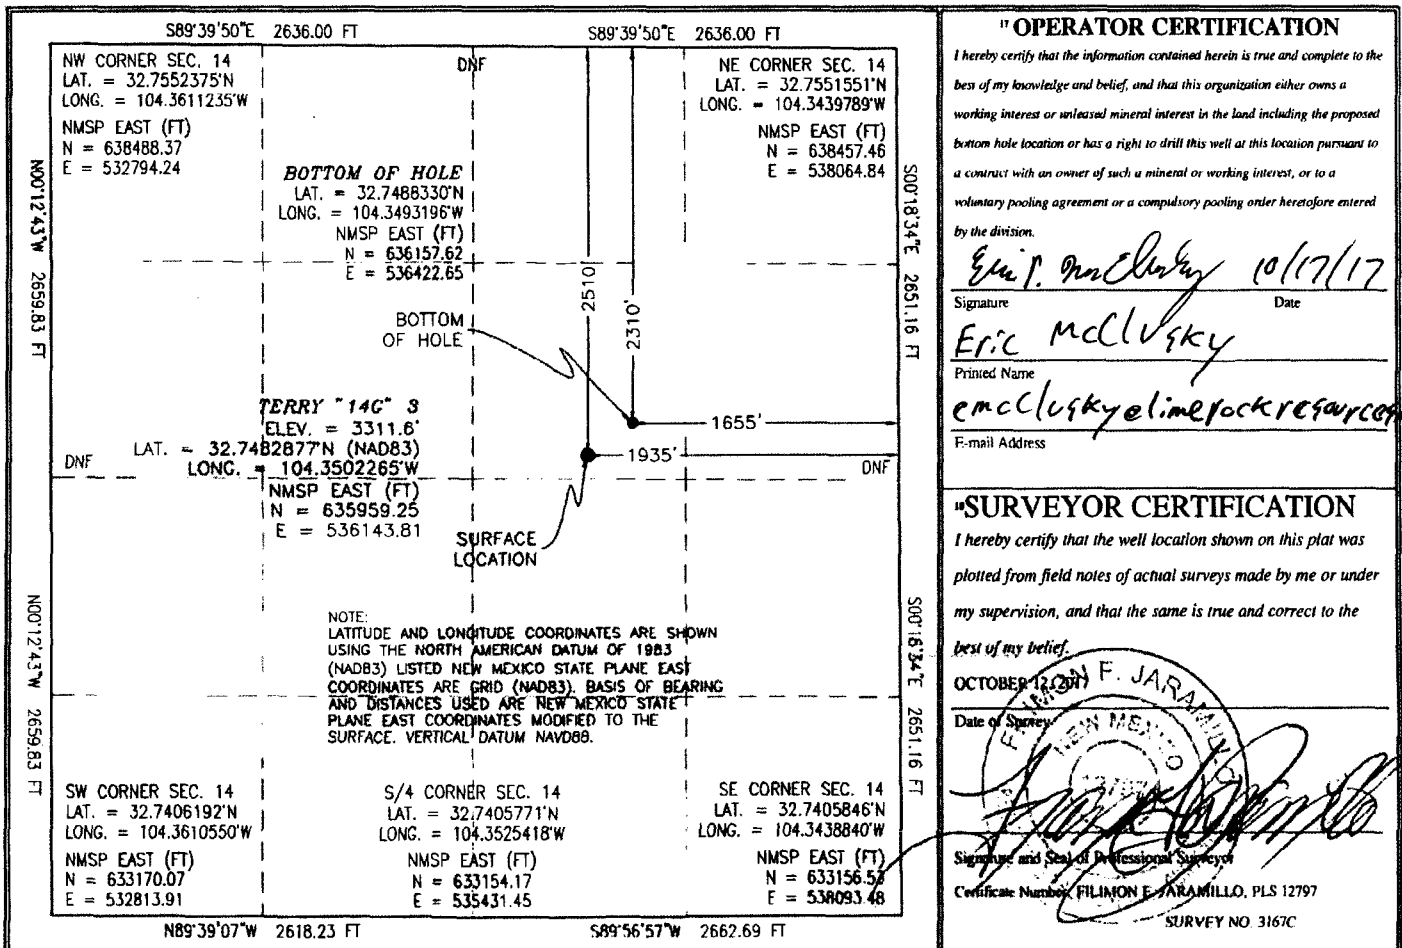 S89°39'50"E 2636.00 FT
S89°39'50"E 2636.00 FT
NW CORNER SEC. 14
LAT. = 32.7552375'N
LONG. = 104.3611235'W
NMSP EAST (FT)
N = 638488.37
E = 532794.24
DNF
NE CORNER SEC. 14
LAT. = 32.7551551'N
LONG. = 104.3439789'W
NMSP EAST (FT)
N = 638457.46
E = 538064.84
N00°12'43"W 2659.83 FT
BOTTOM OF HOLE
LAT. = 32.7488330'N
LONG. = 104.3493196'W
NMSP EAST (FT)
N = 636157.62
E = 536422.65
2510'
2310'
S00°18'34"E 2651.16 FT
BOTTOM
OF HOLE
1655'
TERRY "14G" 3
ELEV. = 3311.6'
LAT. = 32.7482877'N (NAD83)
LONG. = 104.3502265'W
NMSP EAST (FT)
N = 635959.25
E = 536143.81
DNF
1935'
DNF
SURFACE
LOCATION
N00°12'43"W 2659.83 FT
NOTE:
LATITUDE AND LONGITUDE COORDINATES ARE SHOWN
USING THE NORTH AMERICAN DATUM OF 1983
(NAD83) LISTED NEW MEXICO STATE PLANE EAST
COORDINATES ARE GRID (NAD83). BASIS OF BEARING
AND DISTANCES USED ARE NEW MEXICO STATE
PLANE EAST COORDINATES MODIFIED TO THE
SURFACE. VERTICAL DATUM NAVD88.
S00°18'34"E 2651.16 FT
SW CORNER SEC. 14
LAT. = 32.7406192'N
LONG. = 104.3610550'W
NMSP EAST (FT)
N = 633170.07
E = 532813.91
S/4 CORNER SEC. 14
LAT. = 32.7405771'N
LONG. = 104.3525418'W
NMSP EAST (FT)
N = 633154.17
E = 535431.45
SE CORNER SEC. 14
LAT. = 32.7405846'N
LONG. = 104.3438840'W
NMSP EAST (FT)
N = 633156.53
E = 538093.48
N89°39'07"W 2618.23 FT
S89°56'57"W 2662.69 FT
17 OPERATOR CERTIFICATION
I hereby certify that the information contained herein is true and complete to the
best of my knowledge and belief, and that this organization either owns a
working interest or unleased mineral interest in the land including the proposed
bottom hole location or has a right to drill this well at this location pursuant to
a contract with an owner of such a mineral or working interest, or to a
voluntary pooling agreement or a compulsory pooling order heretofore entered
by the division.
10/17/17
Signature Date
Eric McClusky
Printed Name
emcclusky@limerockresources
E-mail Address
18 SURVEYOR CERTIFICATION
I hereby certify that the well location shown on this plat was
plotted from field notes of actual surveys made by me or under
my supervision, and that the same is true and correct to the
best of my belief.
OCTOBER 12, 2017
Date of Survey
FILIMON F. JARAMILLO
NEW MEXICO
12797
Signature and Seal of Professional Surveyor
Certificate Number FILIMON F. JARAMILLO, PLS 12797
SURVEY NO. 3167C